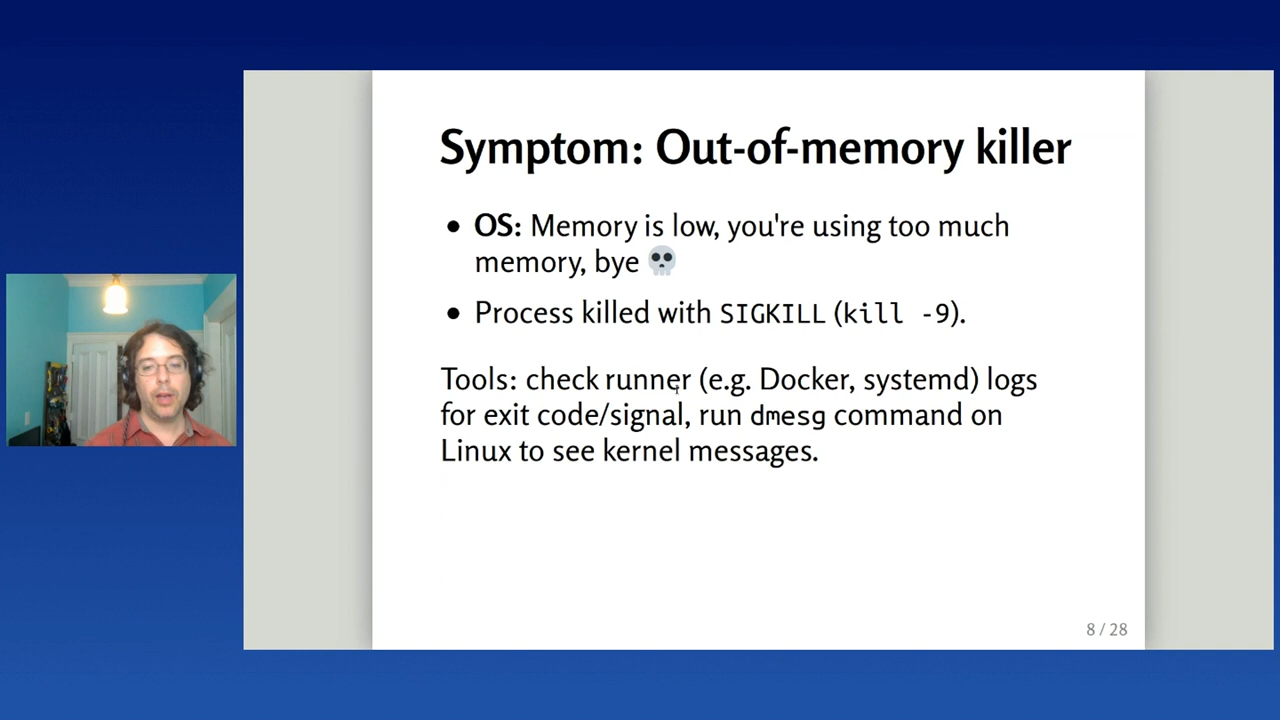 Symptom: Out-of-memory killer
• OS: Memory is low, you're using too much
memory, bye 💀
• Process killed with SIGKILL (kill -9).
Tools: check runner (e.g. Docker, systemd) logs
for exit code/signal, run dmesg command on
Linux to see kernel messages.
8 / 28